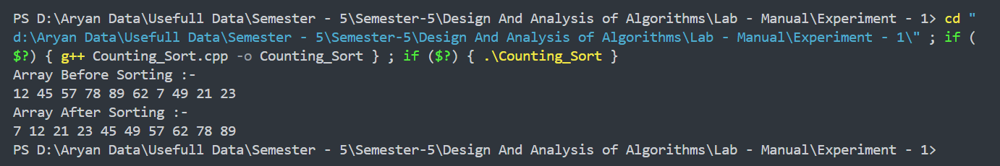 PS D:\Aryan Data\Usefull Data\Semester - 5\Semester-5\Design And Analysis of Algorithms\Lab - Manual\Experiment - 1> cd "
d:\Aryan Data\Usefull Data\Semester - 5\Semester-5\Design And Analysis of Algorithms\Lab - Manual\Experiment - 1\" ; if (
$?) { g++ Counting_Sort.cpp -o Counting_Sort } ; if ($?) { .\Counting_Sort }
Array Before Sorting :-
12 45 57 78 89 62 7 49 21 23
Array After Sorting :-
7 12 21 23 45 49 57 62 78 89
PS D:\Aryan Data\Usefull Data\Semester - 5\Semester-5\Design And Analysis of Algorithms\Lab - Manual\Experiment - 1>